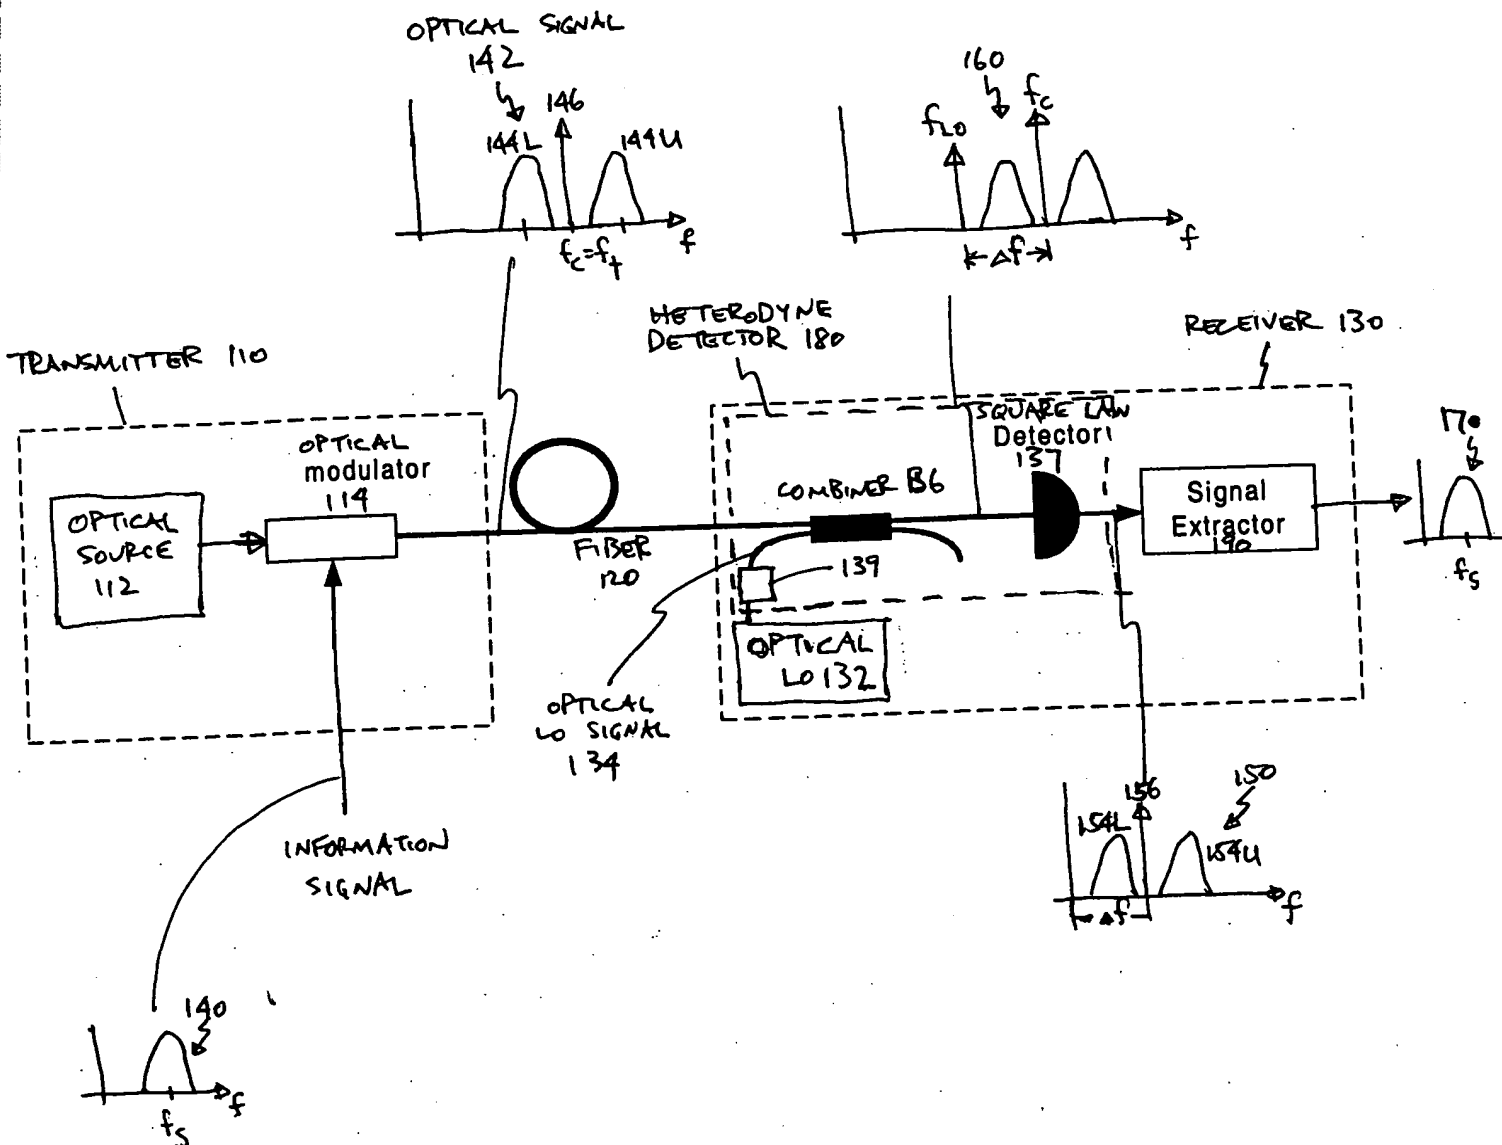 OPTICAL SIGNAL
142
146
144L
144U
fc=ft
f
160
fLO
fc
Δf
f
HETERODYNE
DETECTOR 180
RECEIVER 130
TRANSMITTER 110
OPTICAL
modulator
114
OPTICAL
SOURCE
112
FIBER
120
COMBINER 136
SQUARE LAW
Detector
137
Signal
Extractor
190
170
fs
139
OPTICAL
LO 132
OPTICAL
LO SIGNAL
134
INFORMATION
SIGNAL
156
150
154L
154U
Δf
f
140
f
fs